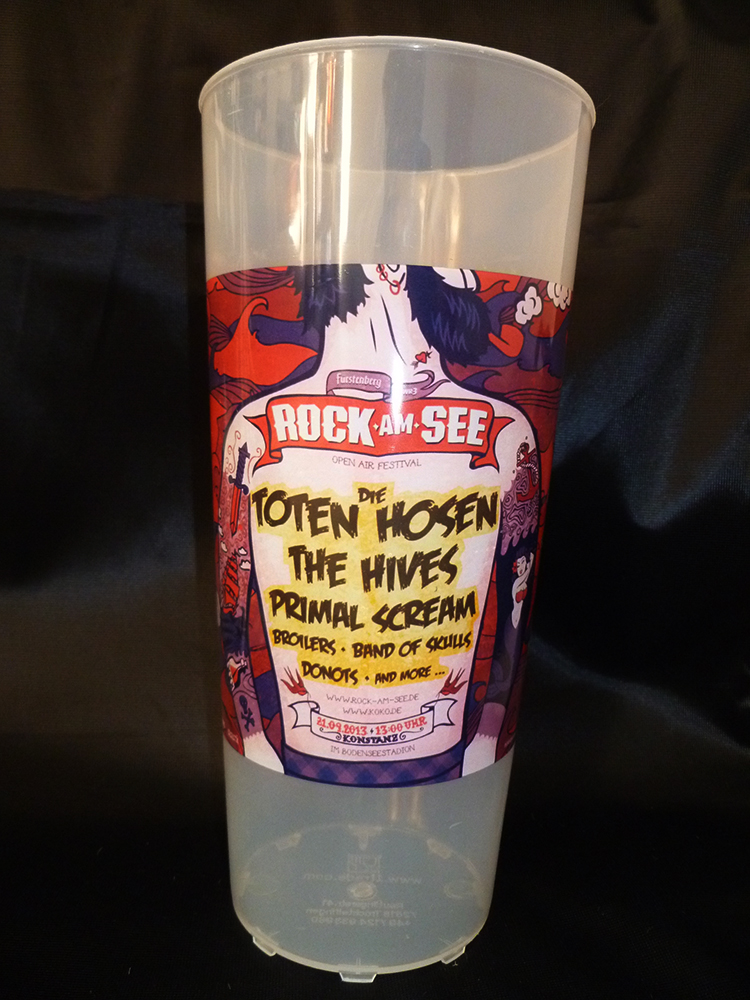 Furstenberg
ROCK·AM·SEE
OPEN AIR FESTIVAL
DIE
TOTEN HOSEN
THE HIVES
PRIMAL SCREAM
BROILERS · BAND OF SKULLS
DONOTS · AND MORE ...
WWW.ROCK-AM-SEE.DE
WWW.KOKO.DE
21.09.2013 · 13:00 UHR
KONSTANZ
IM BODENSEESTADION